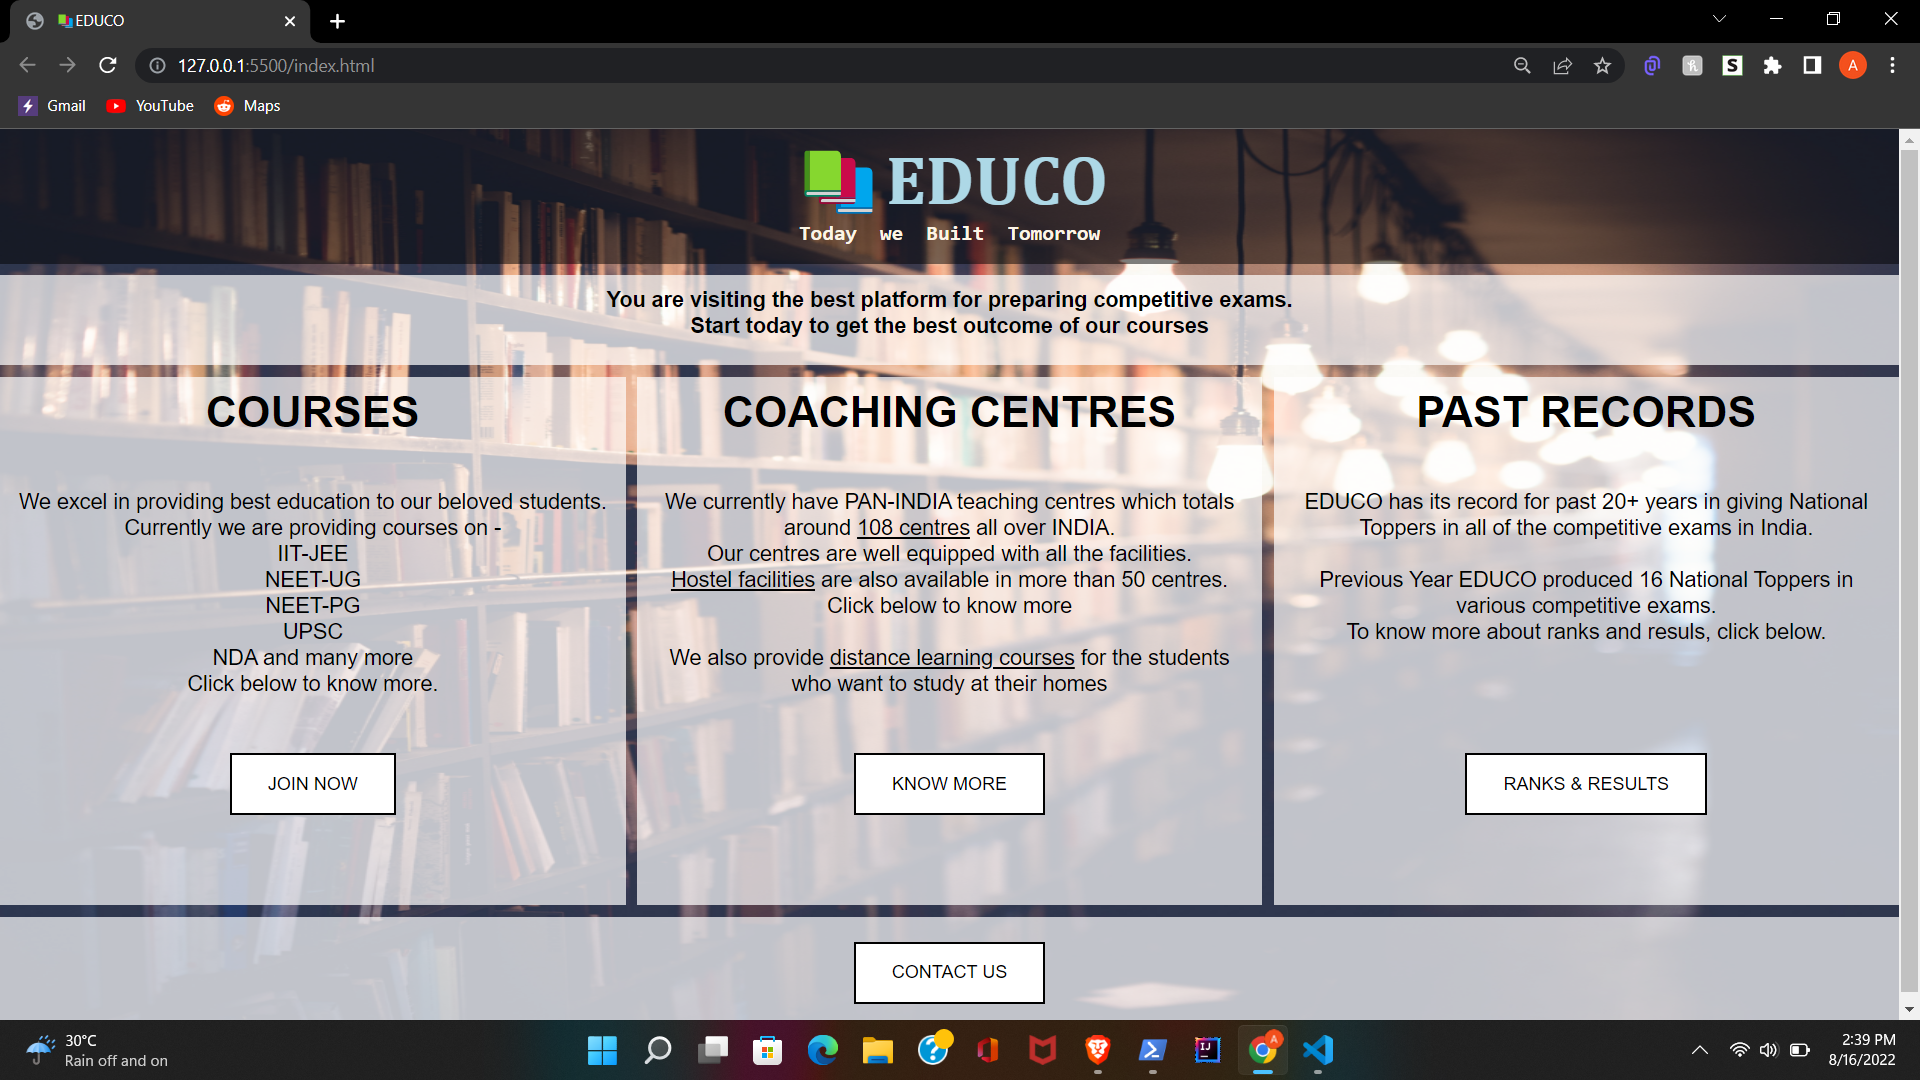 EDUCO
127.0.0.1:5500/index.html
A
Gmail
YouTube
Maps
EDUCO
Today we Built Tomorrow
You are visiting the best platform for preparing competitive exams.
Start today to get the best outcome of our courses
COURSES
We excel in providing best education to our beloved students.
Currently we are providing courses on -
IIT-JEE
NEET-UG
NEET-PG
UPSC
NDA and many more
Click below to know more.
JOIN NOW
COACHING CENTRES
We currently have PAN-INDIA teaching centres which totals
around 108 centres all over INDIA.
Our centres are well equipped with all the facilities.
Hostel facilities are also available in more than 50 centres.
Click below to know more
We also provide distance learning courses for the students
who want to study at their homes
KNOW MORE
PAST RECORDS
EDUCO has its record for past 20+ years in giving National
Toppers in all of the competitive exams in India.
Previous Year EDUCO produced 16 National Toppers in
various competitive exams.
To know more about ranks and resuls, click below.
RANKS & RESULTS
CONTACT US
30°C
Rain off and on
IJ
A
2:39 PM
8/16/2022